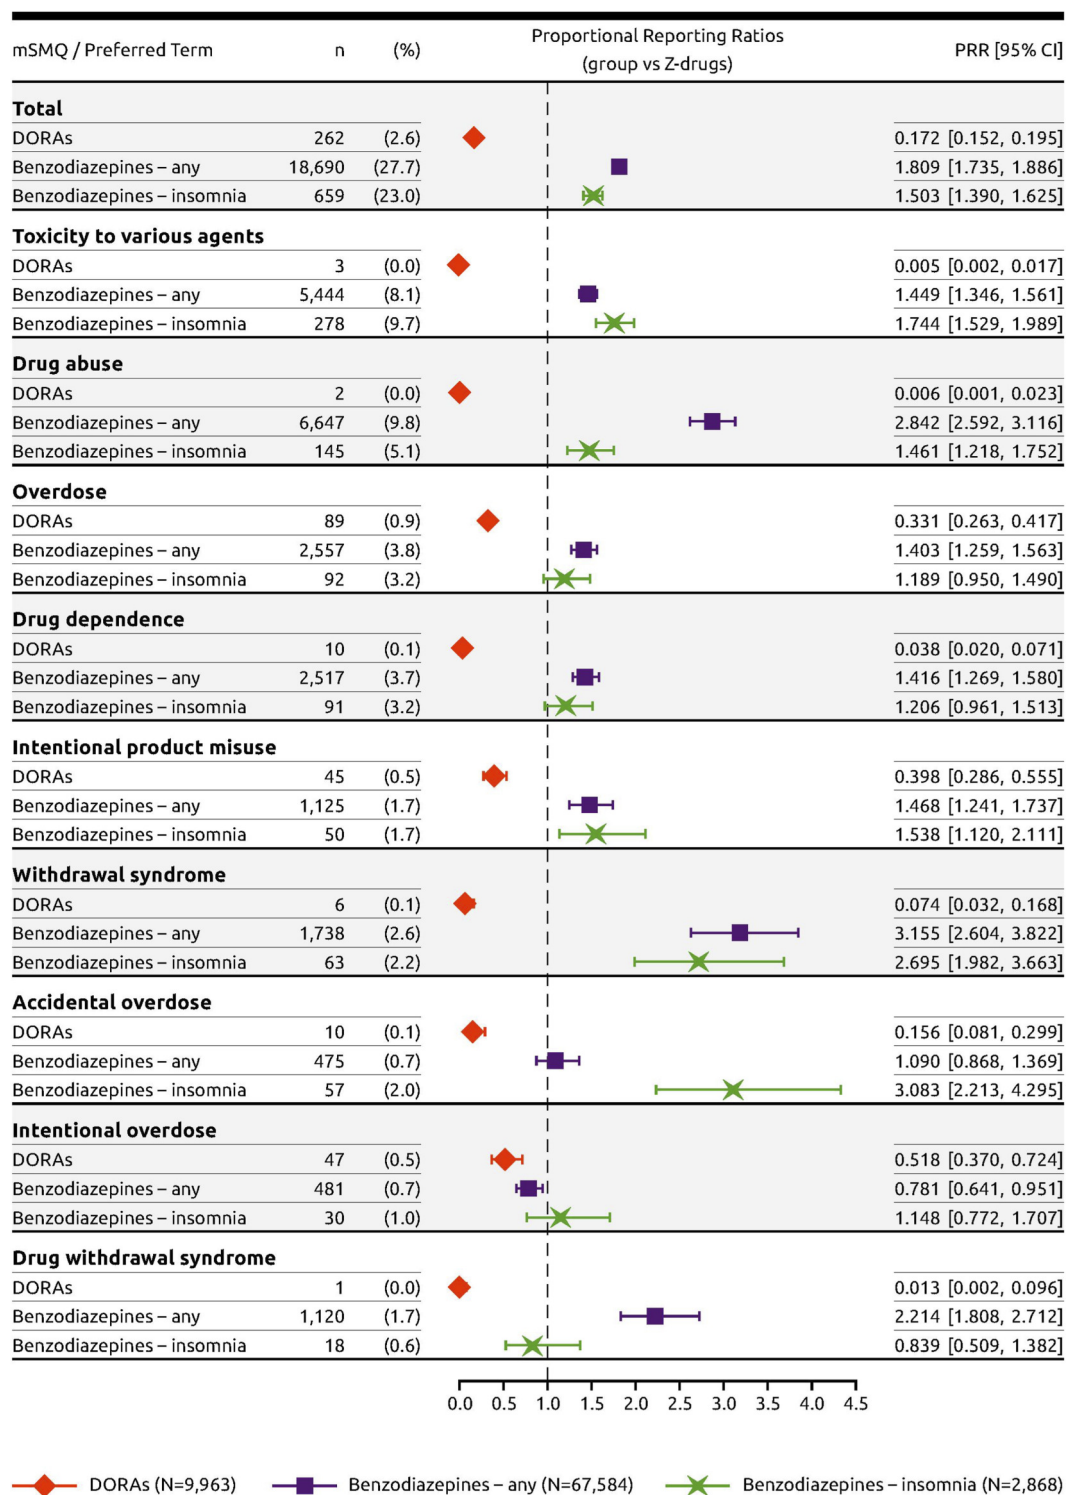 mSMQ / Preferred Term n (%) Proportional Reporting Ratios PRR [95% CI]
(group vs Z-drugs)
Total
DORAs 262 (2.6) 0.172 [0.152, 0.195]
Benzodiazepines – any 18,690 (27.7) 1.809 [1.735, 1.886]
Benzodiazepines – insomnia 659 (23.0) 1.503 [1.390, 1.625]
Toxicity to various agents
DORAs 3 (0.0) 0.005 [0.002, 0.017]
Benzodiazepines – any 5,444 (8.1) 1.449 [1.346, 1.561]
Benzodiazepines – insomnia 278 (9.7) 1.744 [1.529, 1.989]
Drug abuse
DORAs 2 (0.0) 0.006 [0.001, 0.023]
Benzodiazepines – any 6,647 (9.8) 2.842 [2.592, 3.116]
Benzodiazepines – insomnia 145 (5.1) 1.461 [1.218, 1.752]
Overdose
DORAs 89 (0.9) 0.331 [0.263, 0.417]
Benzodiazepines – any 2,557 (3.8) 1.403 [1.259, 1.563]
Benzodiazepines – insomnia 92 (3.2) 1.189 [0.950, 1.490]
Drug dependence
DORAs 10 (0.1) 0.038 [0.020, 0.071]
Benzodiazepines – any 2,517 (3.7) 1.416 [1.269, 1.580]
Benzodiazepines – insomnia 91 (3.2) 1.206 [0.961, 1.513]
Intentional product misuse
DORAs 45 (0.5) 0.398 [0.286, 0.555]
Benzodiazepines – any 1,125 (1.7) 1.468 [1.241, 1.737]
Benzodiazepines – insomnia 50 (1.7) 1.538 [1.120, 2.111]
Withdrawal syndrome
DORAs 6 (0.1) 0.074 [0.032, 0.168]
Benzodiazepines – any 1,738 (2.6) 3.155 [2.604, 3.822]
Benzodiazepines – insomnia 63 (2.2) 2.695 [1.982, 3.663]
Accidental overdose
DORAs 10 (0.1) 0.156 [0.081, 0.299]
Benzodiazepines – any 475 (0.7) 1.090 [0.868, 1.369]
Benzodiazepines – insomnia 57 (2.0) 3.083 [2.213, 4.295]
Intentional overdose
DORAs 47 (0.5) 0.518 [0.370, 0.724]
Benzodiazepines – any 481 (0.7) 0.781 [0.641, 0.951]
Benzodiazepines – insomnia 30 (1.0) 1.148 [0.772, 1.707]
Drug withdrawal syndrome
DORAs 1 (0.0) 0.013 [0.002, 0.096]
Benzodiazepines – any 1,120 (1.7) 2.214 [1.808, 2.712]
Benzodiazepines – insomnia 18 (0.6) 0.839 [0.509, 1.382]
0.0 0.5 1.0 1.5 2.0 2.5 3.0 3.5 4.0 4.5
DORAs (N=9,963) Benzodiazepines – any (N=67,584) Benzodiazepines – insomnia (N=2,868)